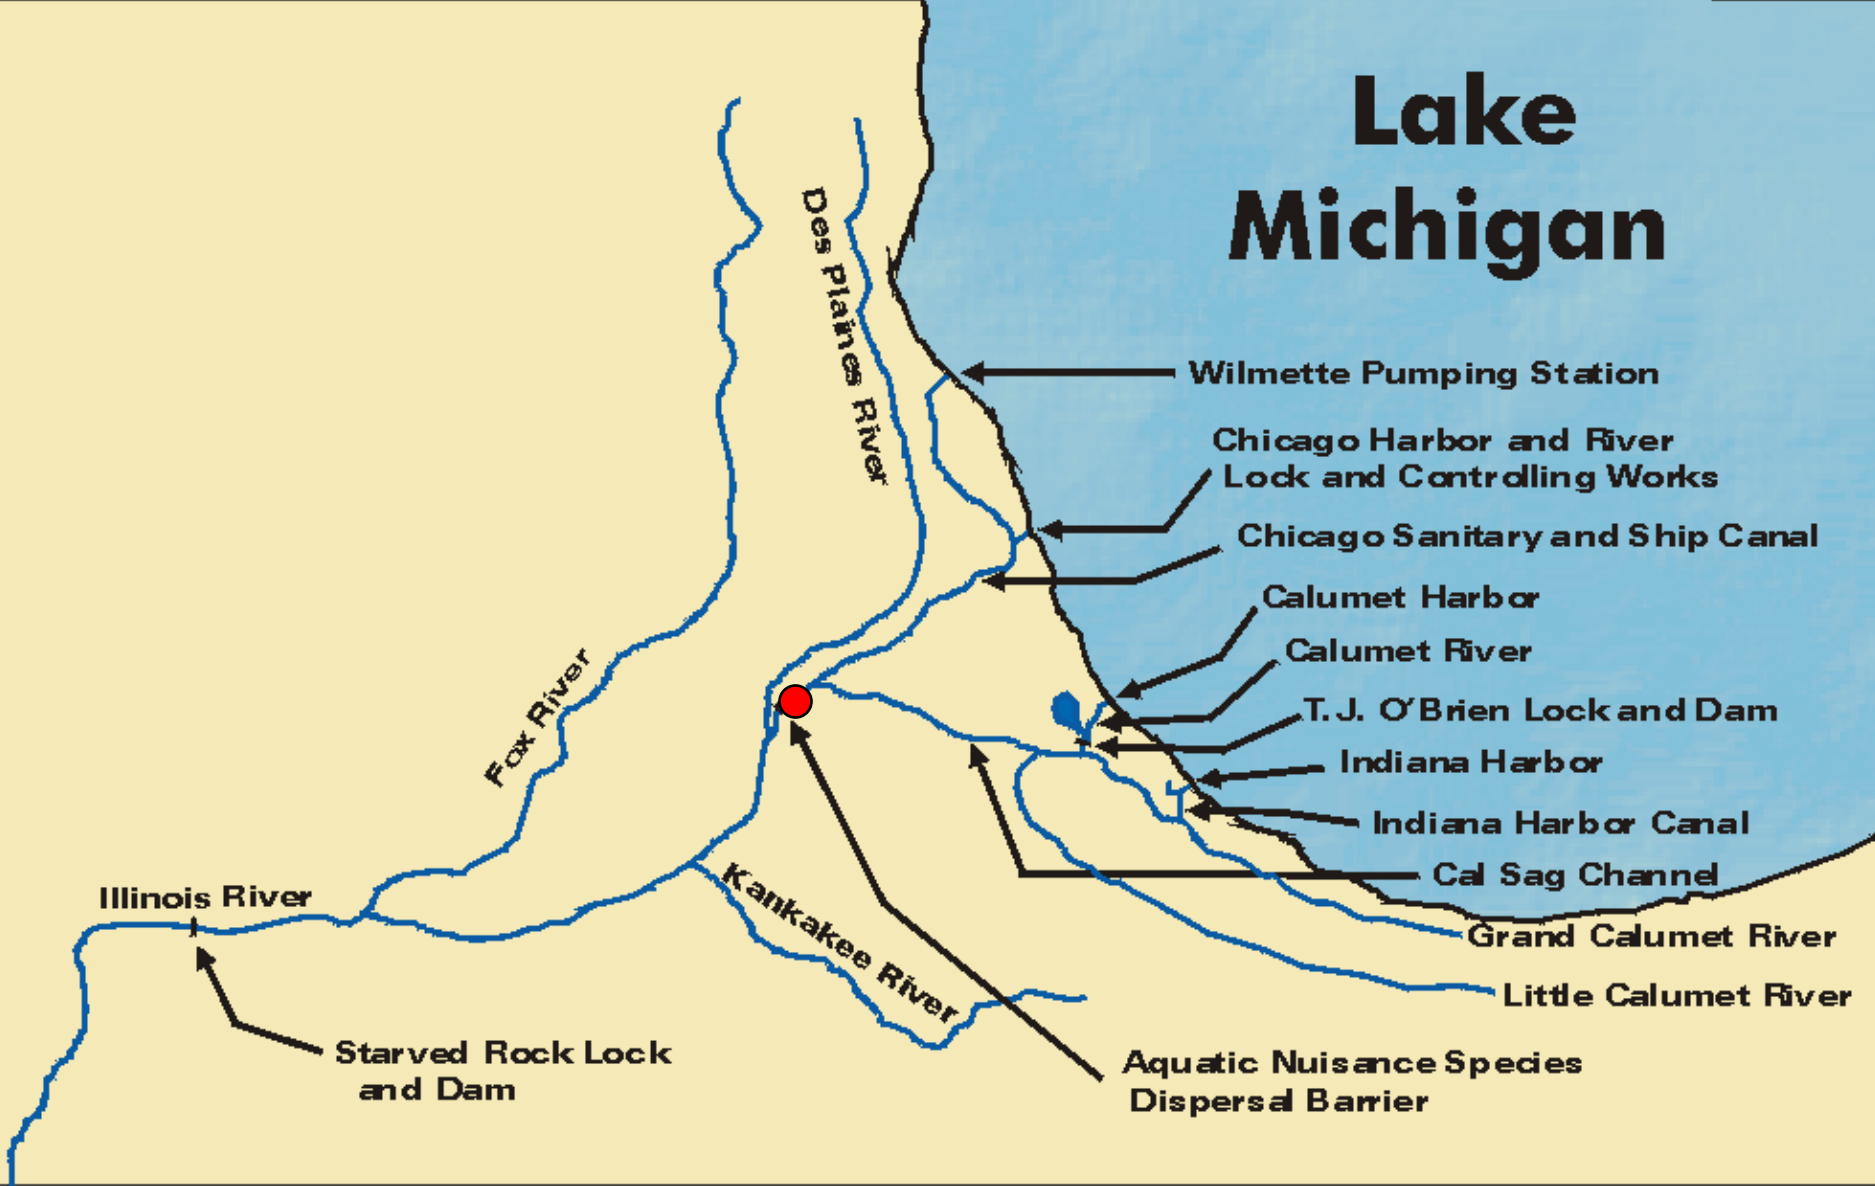 Lake
Michigan
Des Plaines River
Wilmette Pumping Station
Chicago Harbor and River
Lock and Controlling Works
Chicago Sanitary and Ship Canal
Calumet Harbor
Calumet River
T.J. O'Brien Lock and Dam
Fox River
Indiana Harbor
Indiana Harbor Canal
Cal Sag Channel
Illinois River
Kankakee River
Grand Calumet River
Little Calumet River
Starved Rock Lock
and Dam
Aquatic Nuisance Species
Dispersal Barrier